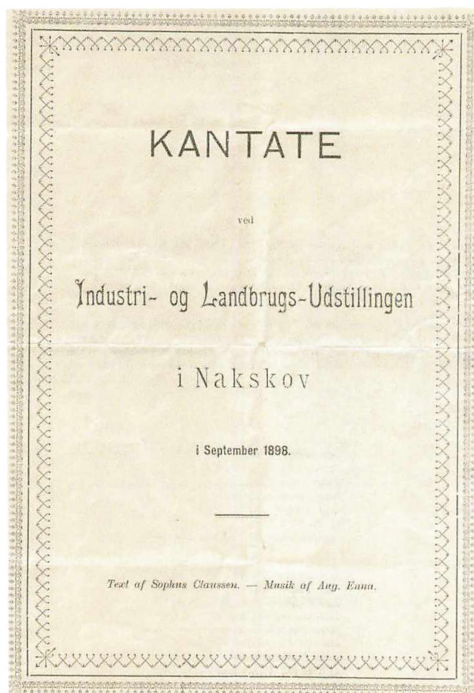 KANTATE
ved
Industri- og Landbrugs-Udstillingen
i Nakskov
i September 1898.
Text af Sophus Claussen. — Musik af Aug. Enna.